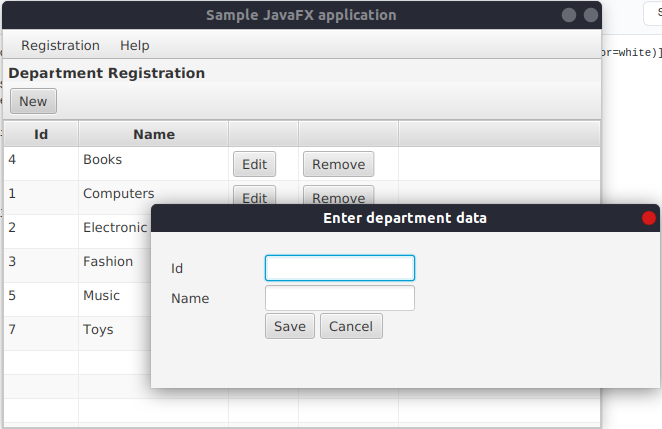 Sample JavaFX application
S
Registration Help
or=white)]
Department Registration
New
Id Name
4 Books Edit Remove
1 Computers Edit Remove
2 Electronic
3 Fashion
5 Music
7 Toys
Enter department data
Id
Name
Save Cancel